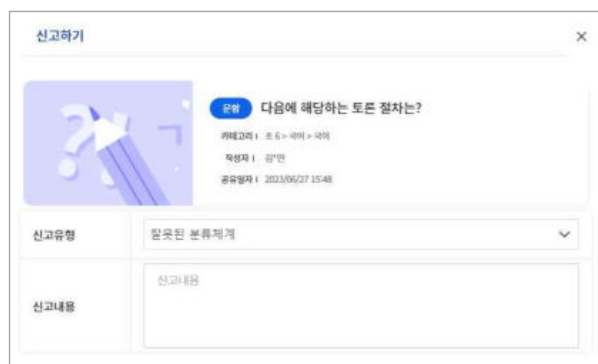 신고하기
문항 다음에 해당하는 토론 절차는?
카테고리 초 6 > 국어 > 국어
작성자 김*만
공유일자 2023/06/27 15:48
신고유형 잘못된 분류체계
신고내용
신고내용